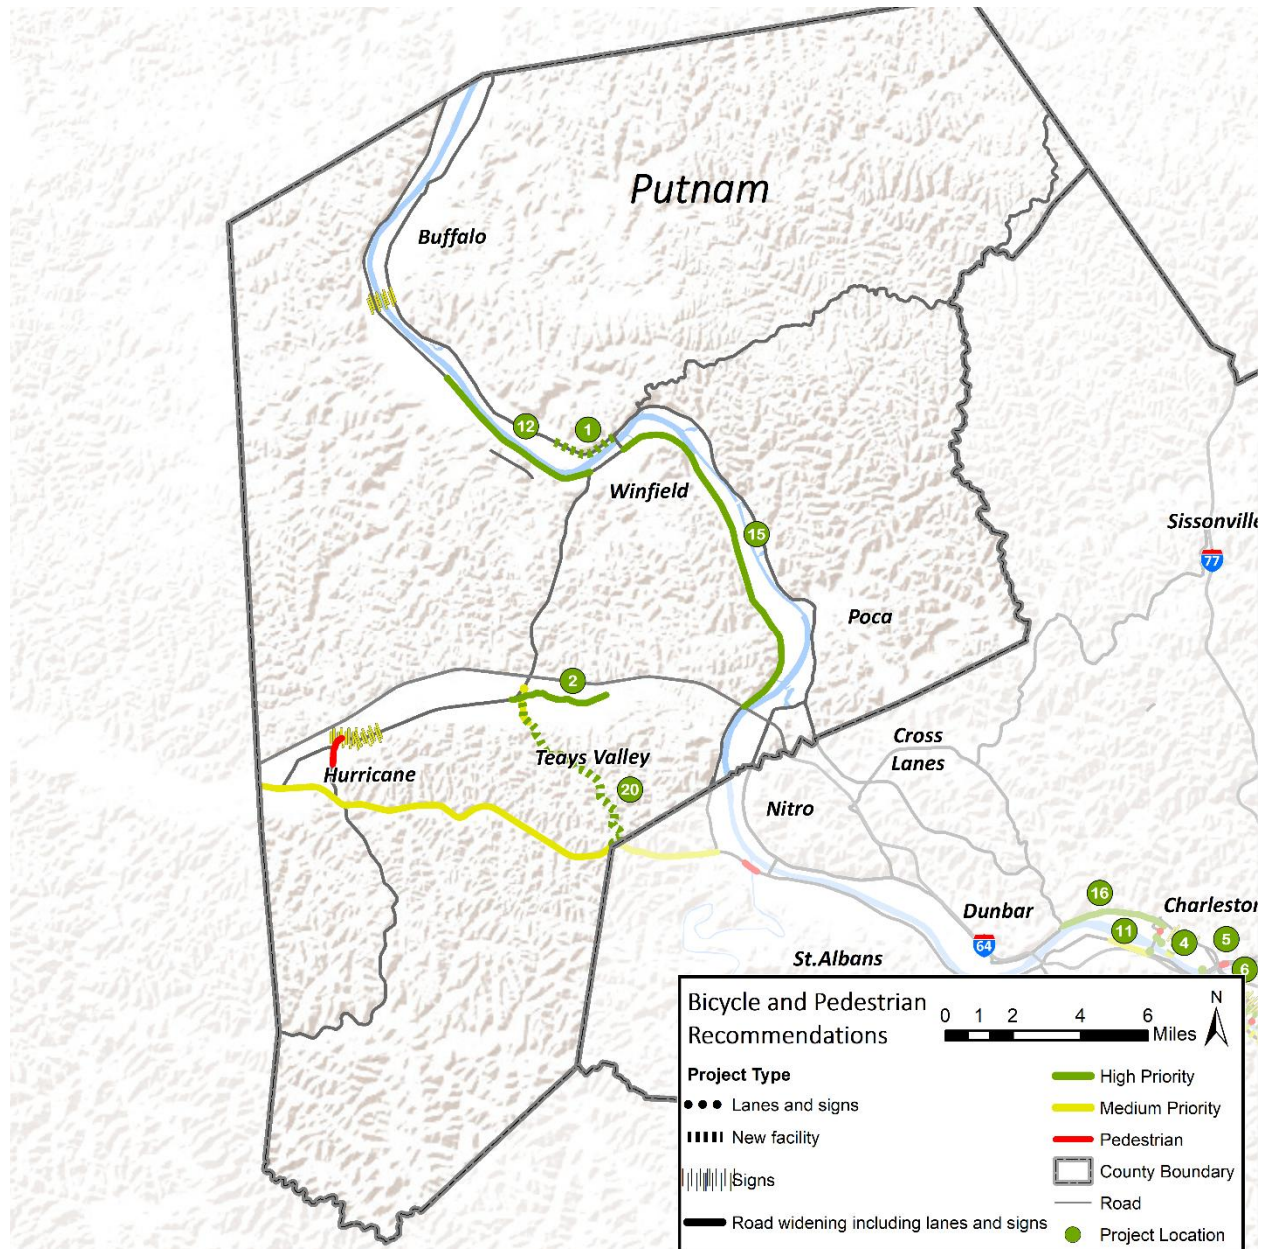 Putnam
Buffalo
12
1
Winfield
15
Sissonville
77
Poca
2
Cross
Lanes
Teays Valley
Hurricane
20
Nitro
16
Dunbar
Charleston
11
4
5
64
6
St.Albans
Bicycle and Pedestrian
Recommendations
0 1 2 4 6
Miles
N
Project Type
Lanes and signs
New facility
Signs
Road widening including lanes and signs
High Priority
Medium Priority
Pedestrian
County Boundary
Road
Project Location